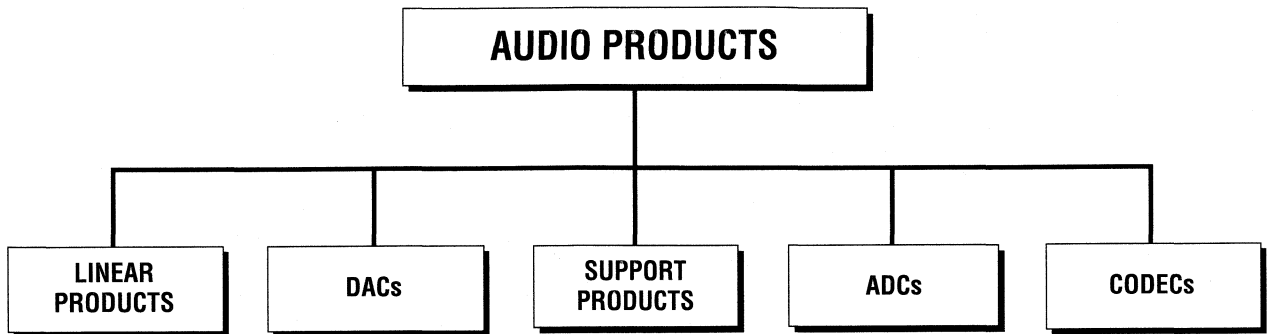 AUDIO PRODUCTS
LINEAR
PRODUCTS
DACs
SUPPORT
PRODUCTS
ADCs
CODECs